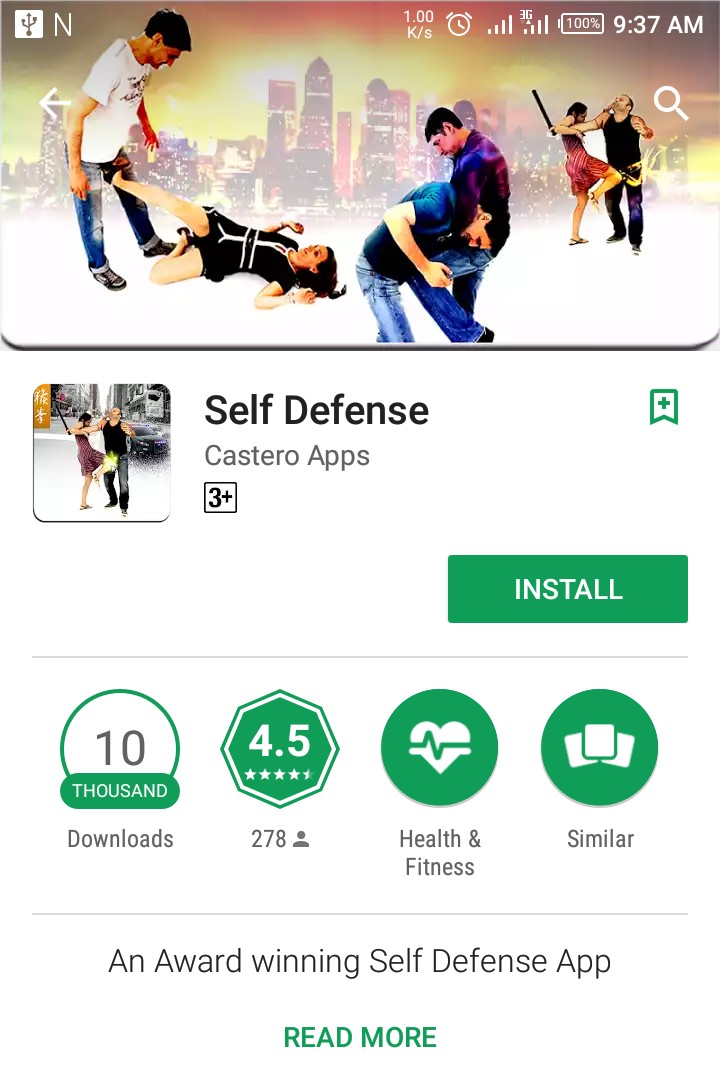 N
1.00
K/s
3G
100%
9:37 AM
Self Defense
Castero Apps
3+
INSTALL
10
THOUSAND
Downloads
4.5
278
Health &
Fitness
Similar
An Award winning Self Defense App
READ MORE